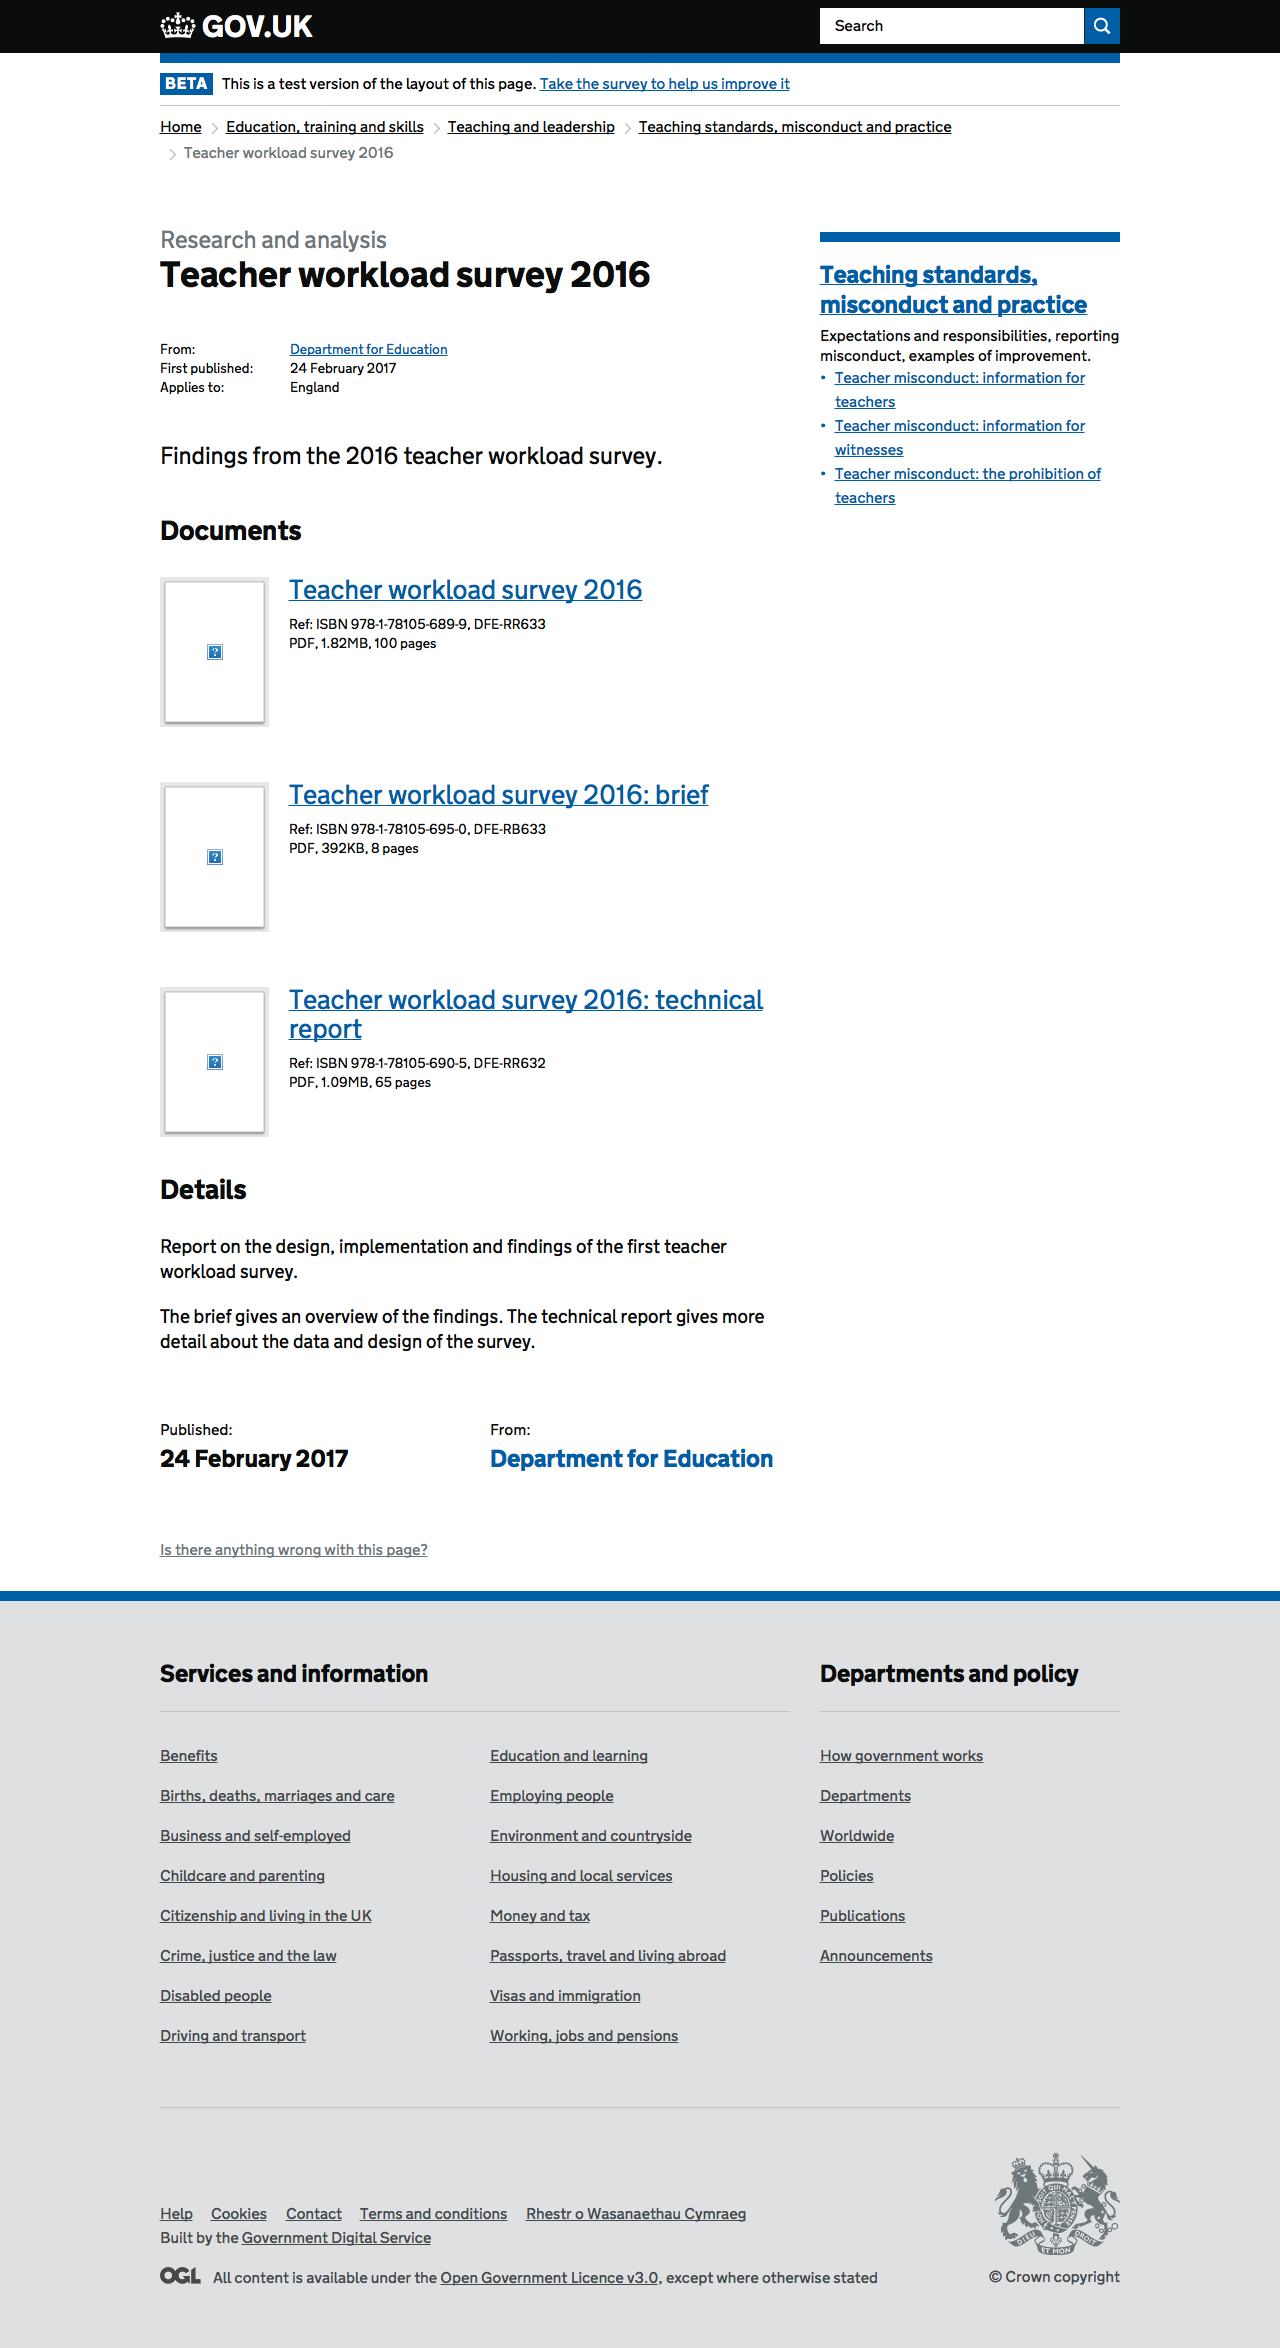 GOV.UK
Search
BETA This is a test version of the layout of this page. Take the survey to help us improve it
Home
Education, training and skills
Teaching and leadership
Teaching standards, misconduct and practice
Teacher workload survey 2016
Research and analysis
Teacher workload survey 2016
From: Department for Education
First published: 24 February 2017
Applies to: England
Findings from the 2016 teacher workload survey.
Documents
Teacher workload survey 2016
Ref: ISBN 978-1-78105-689-9, DFE-RR633
PDF, 1.82MB, 100 pages
Teacher workload survey 2016: brief
Ref: ISBN 978-1-78105-695-0, DFE-RB633
PDF, 392KB, 8 pages
Teacher workload survey 2016: technical
report
Ref: ISBN 978-1-78105-690-5, DFE-RR632
PDF, 1.09MB, 65 pages
Details
Report on the design, implementation and findings of the first teacher
workload survey.
The brief gives an overview of the findings. The technical report gives more
detail about the data and design of the survey.
Published:
24 February 2017
From:
Department for Education
Is there anything wrong with this page?
Teaching standards,
misconduct and practice
Expectations and responsibilities, reporting
misconduct, examples of improvement.
• Teacher misconduct: information for
teachers
• Teacher misconduct: information for
witnesses
• Teacher misconduct: the prohibition of
teachers
Services and information
Benefits
Births, deaths, marriages and care
Business and self-employed
Childcare and parenting
Citizenship and living in the UK
Crime, justice and the law
Disabled people
Driving and transport
Education and learning
Employing people
Environment and countryside
Housing and local services
Money and tax
Passports, travel and living abroad
Visas and immigration
Working, jobs and pensions
Departments and policy
How government works
Departments
Worldwide
Policies
Publications
Announcements
Help Cookies Contact Terms and conditions Rhestr o Wasanaethau Cymraeg
Built by the Government Digital Service
OGL All content is available under the Open Government Licence v3.0, except where otherwise stated
DIEU ET MON DROIT
© Crown copyright